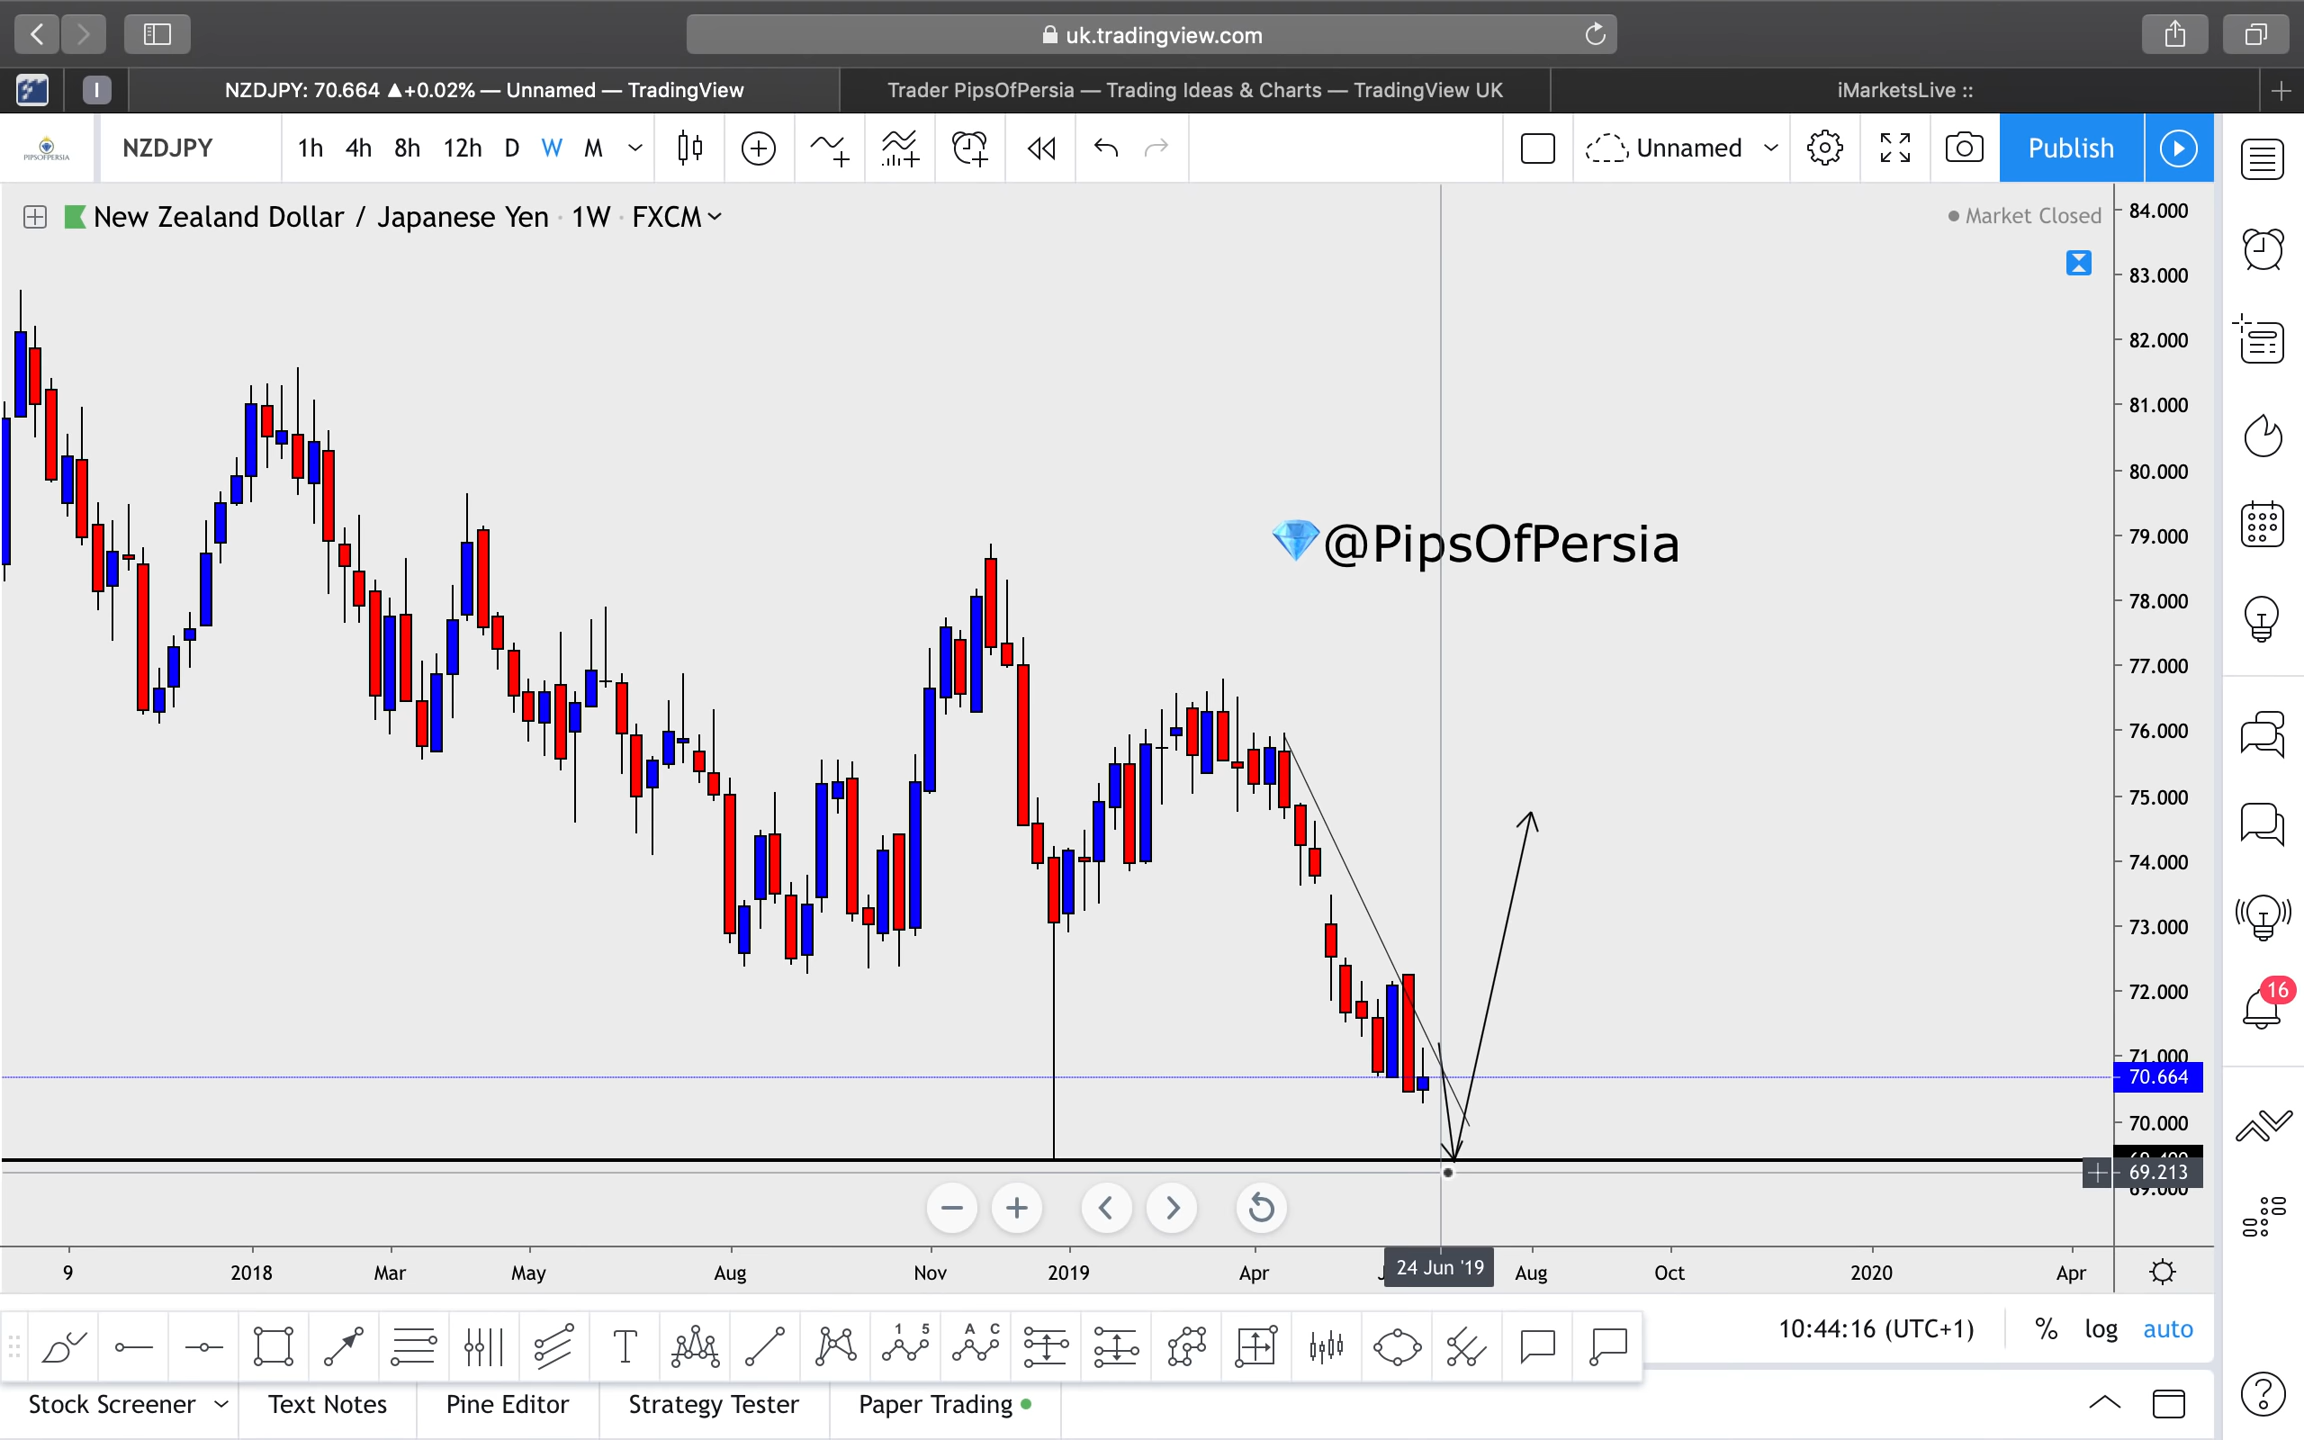 uk.tradingview.com
NZDJPY: 70.664 ▲+0.02% — Unnamed — TradingView
Trader PipsOfPersia — Trading Ideas & Charts — TradingView UK
iMarketsLive ::
PIPSOFPERSIA
NZDJPY
1h 4h 8h 12h D W M
Unnamed
Publish
New Zealand Dollar / Japanese Yen · 1W · FXCM
Market Closed
84.000
83.000
82.000
81.000
80.000
79.000
@PipsOfPersia
78.000
77.000
76.000
75.000
74.000
73.000
72.000
71.000
70.664
70.000
69.213
69.000
16
9 2018 Mar May Aug Nov 2019 Apr 24 Jun '19 Aug Oct 2020 Apr
1 5
A C
T
10:44:16 (UTC+1)
% log auto
Stock Screener Text Notes Pine Editor Strategy Tester Paper Trading